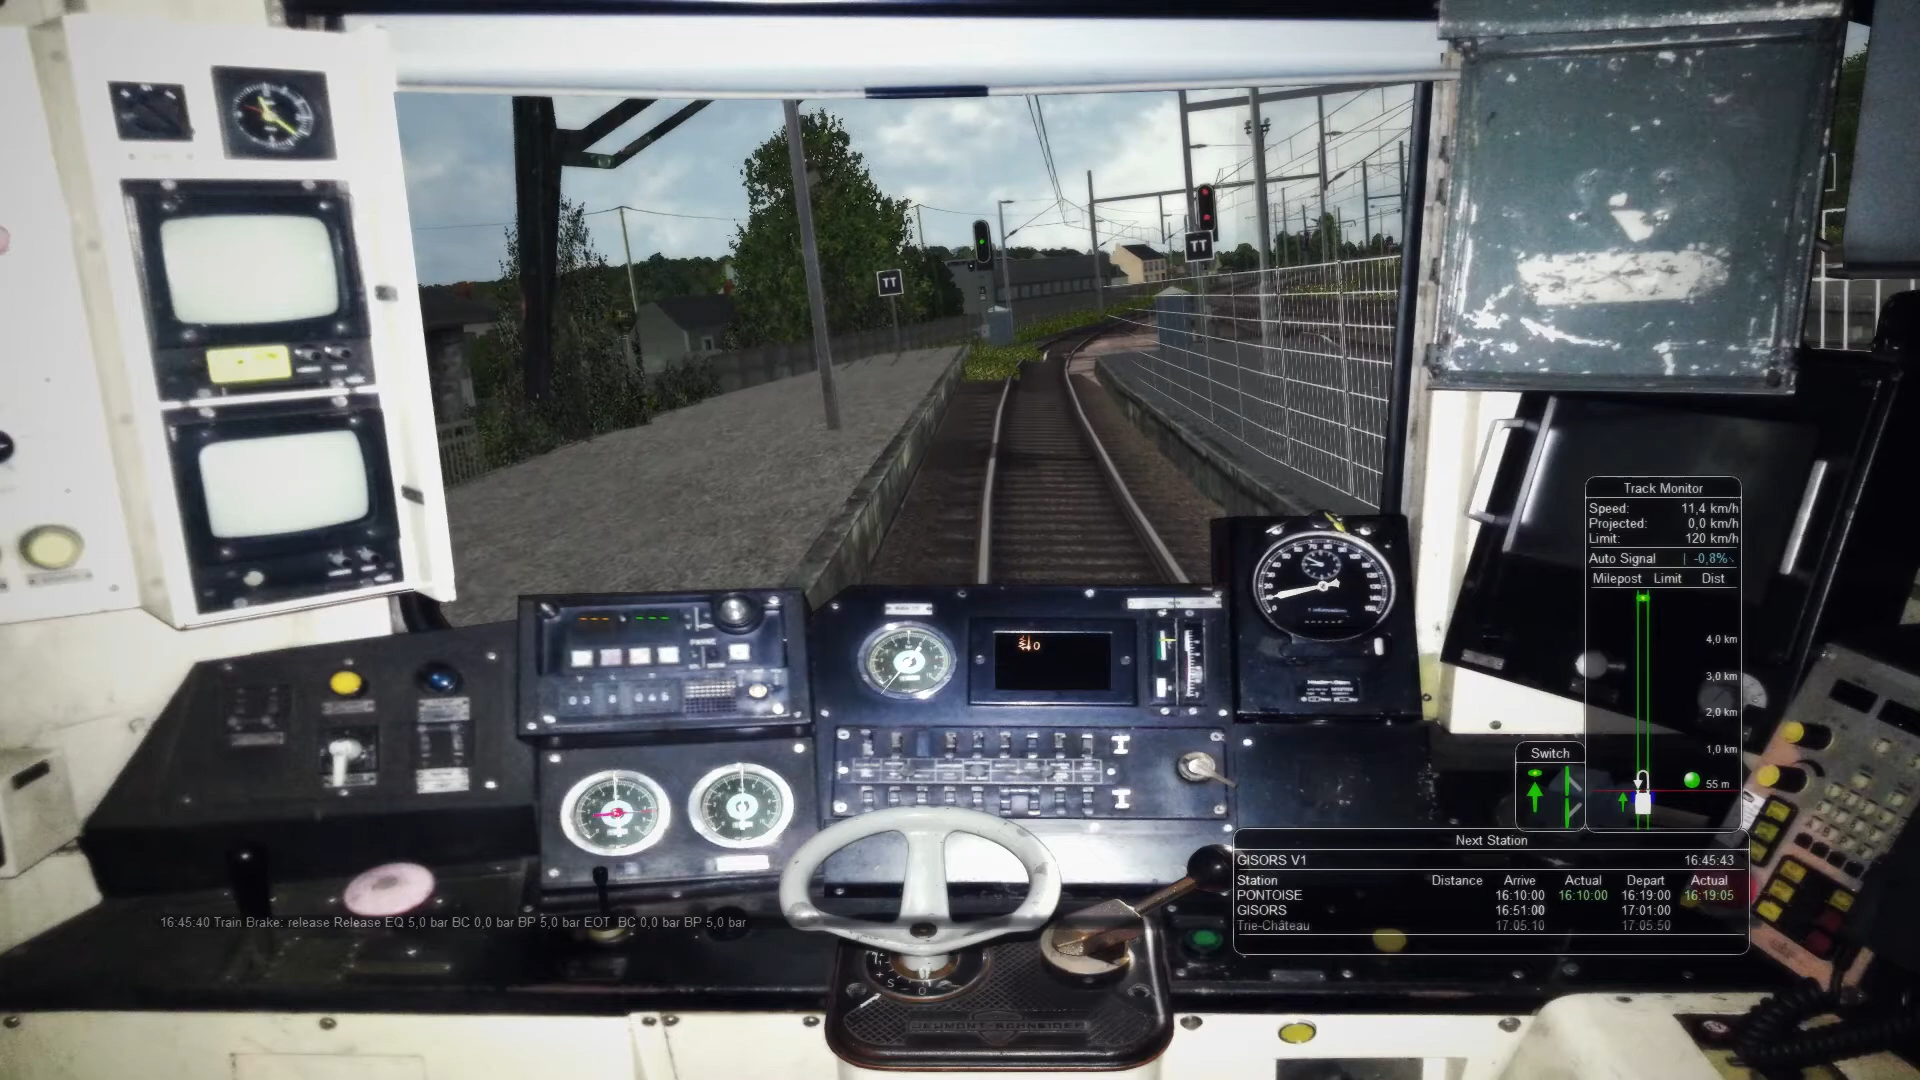 TT
TT
Track Monitor
Speed: 11,4 km/h
Projected: 0,0 km/h
Limit: 120 km/h
Auto Signal | -0,8%
Milepost Limit Dist
4,0 km
3,0 km
2,0 km
1,0 km
55 m
Switch
Next Station
GISORS V1 16:45:43
Station Distance Arrive Actual Depart Actual
PONTOISE 16:10:00 16:10:00 16:19:00 16:19:05
GISORS 16:51:00 17:01:00
Trie-Château 17:05:10 17:05:50
16:45:40 Train Brake: release Release EQ 5,0 bar BC 0,0 bar BP 5,0 bar EOT BC 0,0 bar BP 5,0 bar
0
S - 0